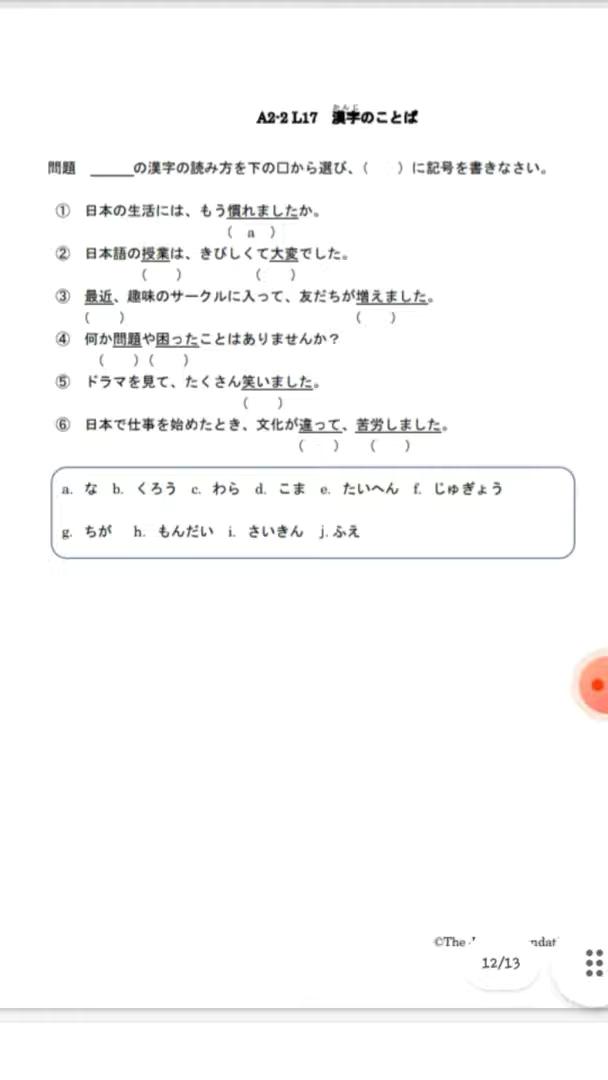 かんじ
A2-2 L17 漢字のことば
問題 _____の漢字の読み方を下の□から選び、( )に記号を書きなさい。
① 日本の生活には、もう慣れましたか。
( a )
② 日本語の授業は、きびしくて大変でした。
( ) ( )
③ 最近、趣味のサークルに入って、友だちが増えました。
( ) ( )
④ 何か問題や困ったことはありませんか？
( ) ( )
⑤ ドラマを見て、たくさん笑いました。
( )
⑥ 日本で仕事を始めたとき、文化が違って、苦労しました。
( ) ( )
a. な b. くろう c. わら d. こま e. たいへん f. じゅぎょう
g. ちが h. もんだい i. さいきん j. ふえ
©The
12/13